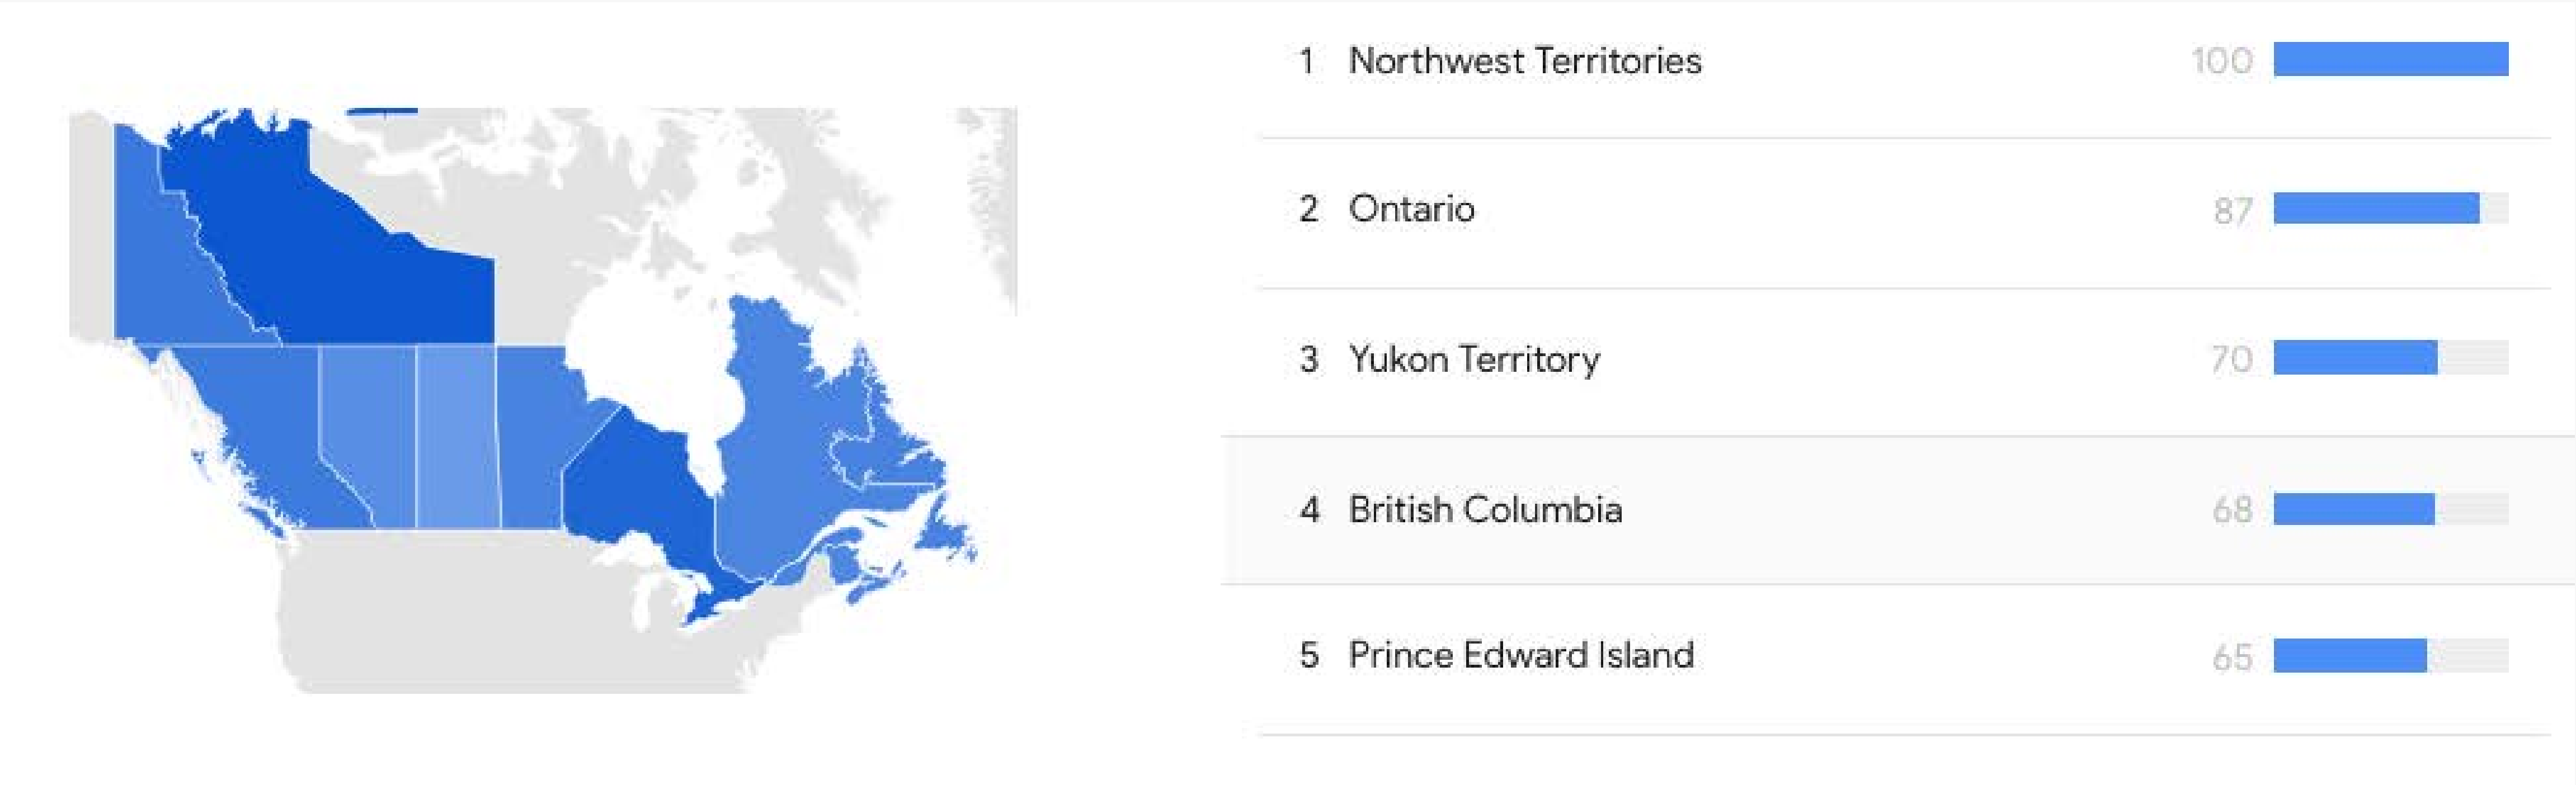 1 Northwest Territories 100
2 Ontario 87
3 Yukon Territory 70
4 British Columbia 68
5 Prince Edward Island 65